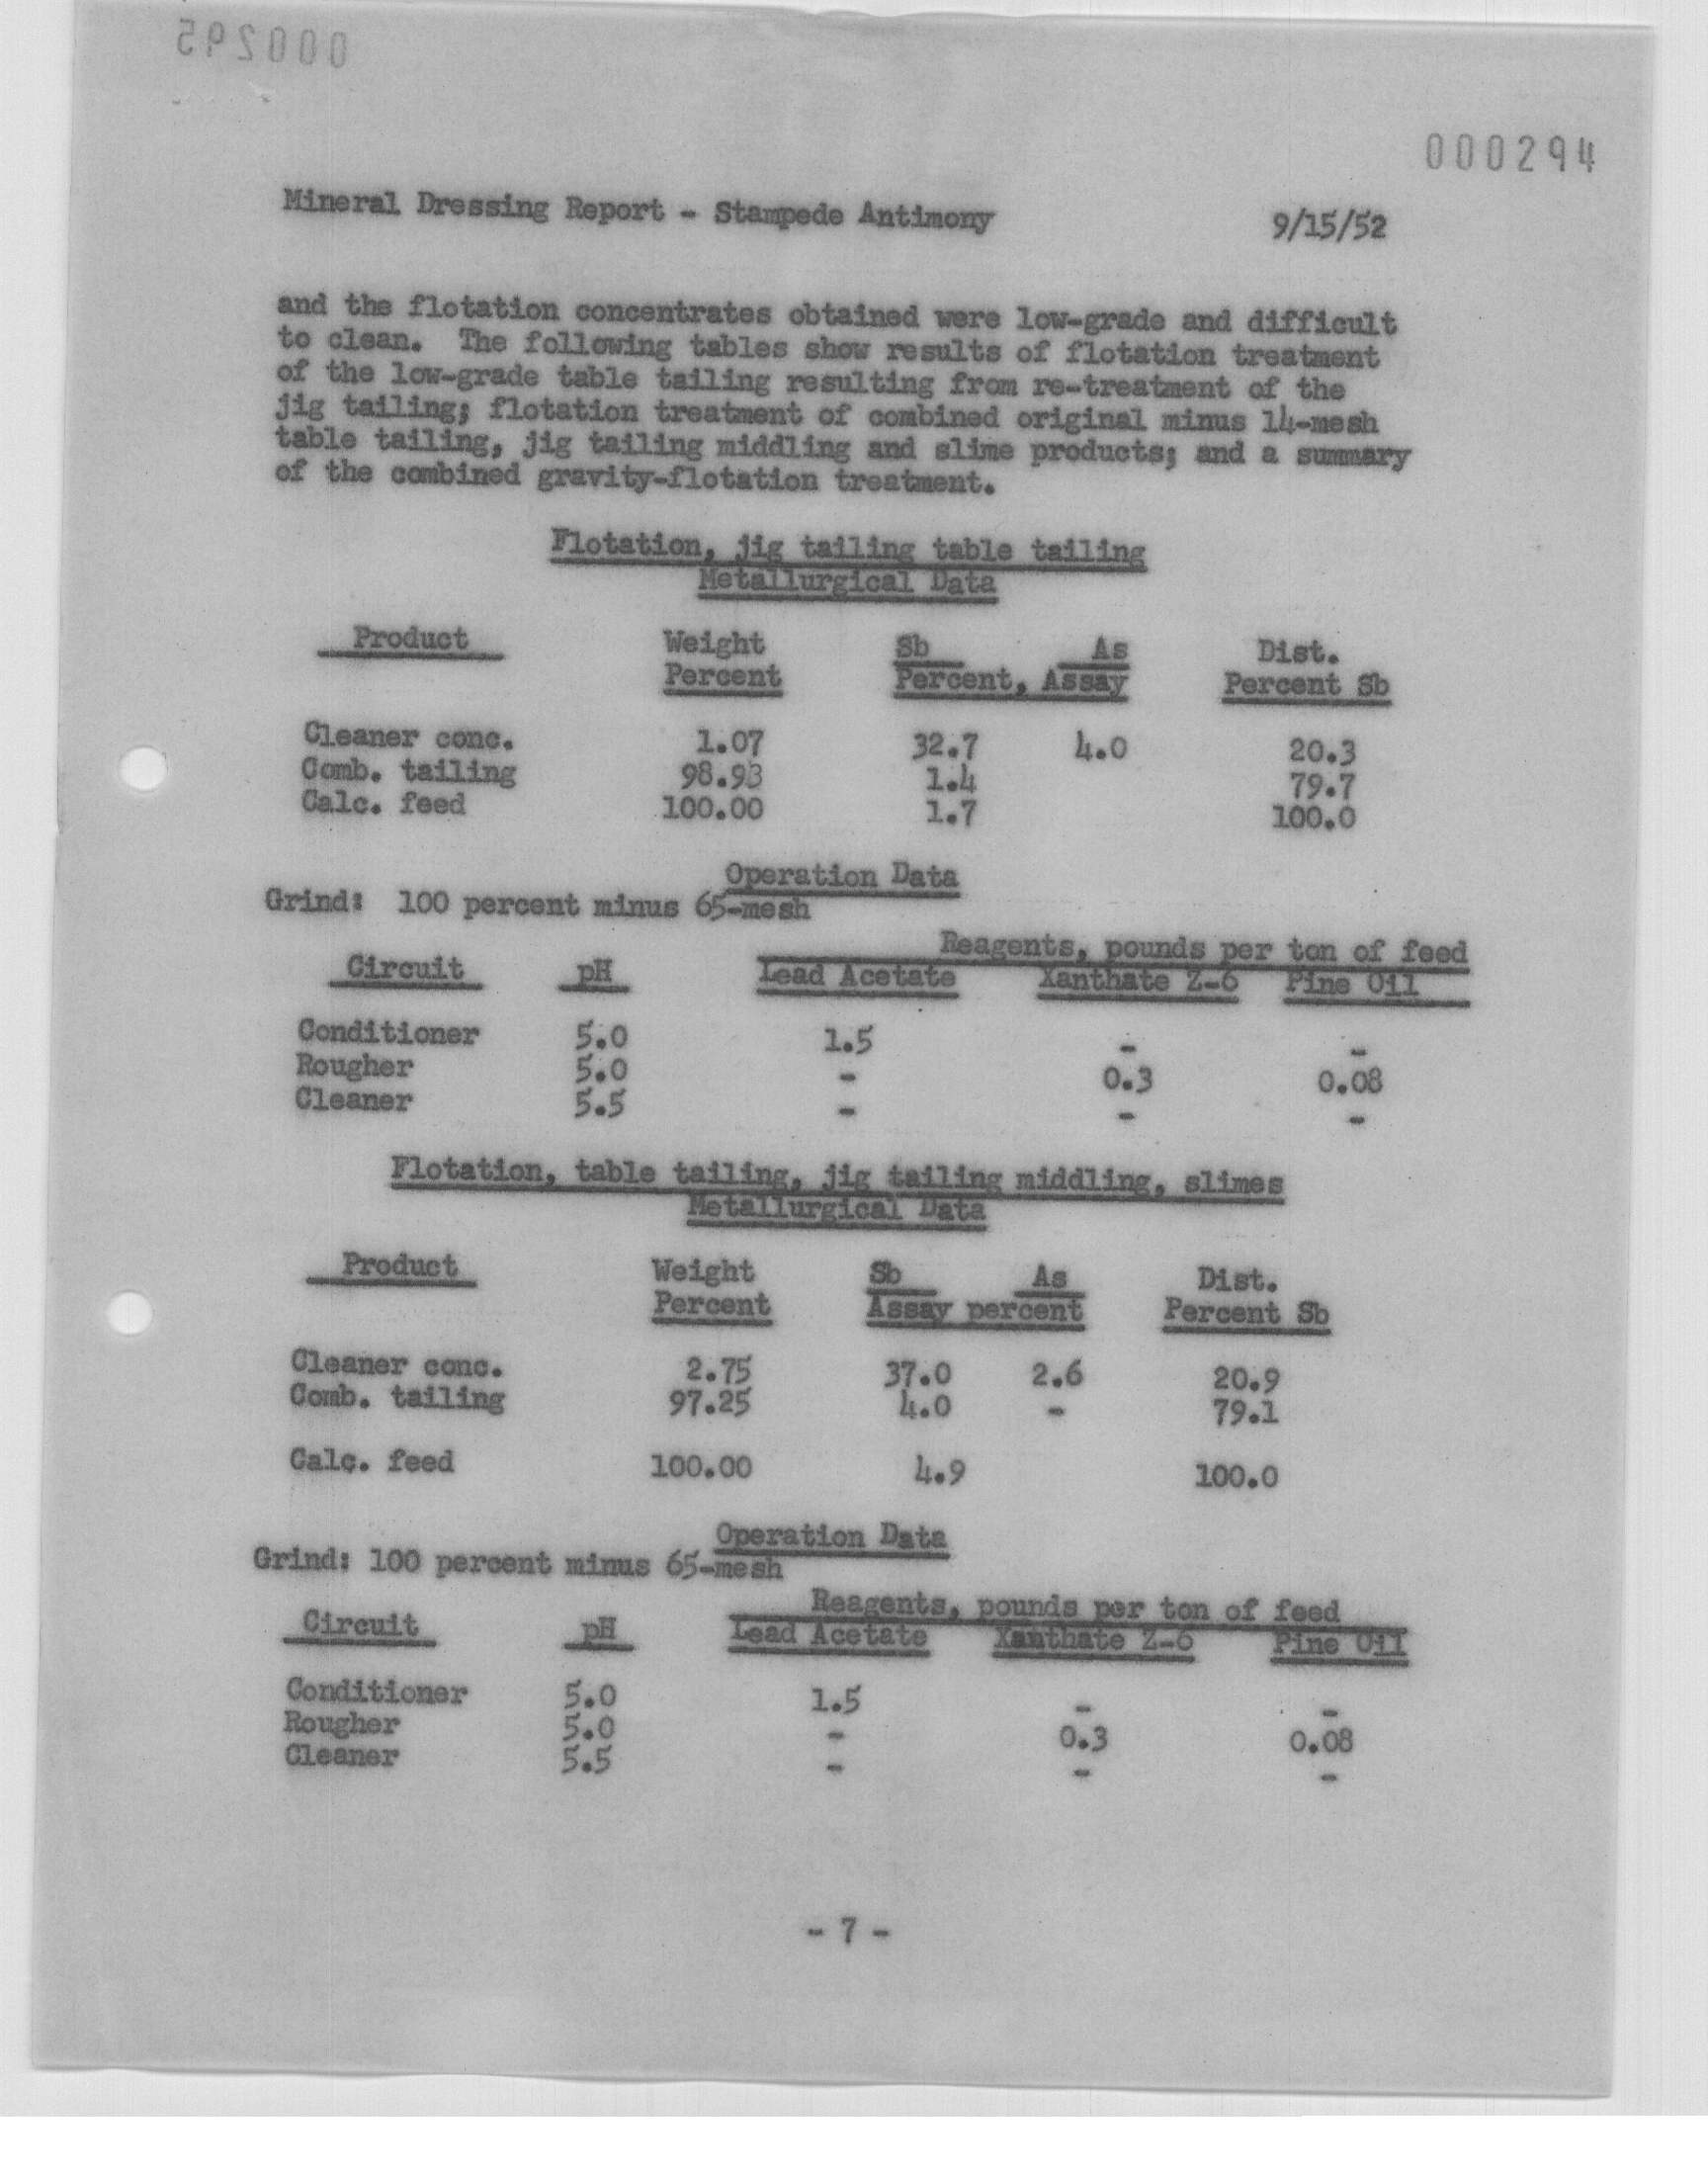 000295
000294
Mineral Dressing Report - Stampede Antimony 9/15/52
and the flotation concentrates obtained were low-grade and difficult
to clean. The following tables show results of flotation treatment
of the low-grade table tailing resulting from re-treatment of the
jig tailing; flotation treatment of combined original minus 14-mesh
table tailing, jig tailing middling and slime products; and a summary
of the combined gravity-flotation treatment.
Flotation, jig tailing table tailing
Metallurgical Data
Product Weight Sb As Dist.
Percent Percent, Assay Percent Sb
Cleaner conc. 1.07 32.7 4.0 20.3
Comb. tailing 98.93 1.4 79.7
Calc. feed 100.00 1.7 100.0
Operation Data
Grind: 100 percent minus 65-mesh
Reagents, pounds per ton of feed
Circuit pH Lead Acetate Xanthate Z-6 Pine Oil
Conditioner 5.0 1.5 - -
Rougher 5.0 - 0.3 0.08
Cleaner 5.5 - - -
Flotation, table tailing, jig tailing middling, slimes
Metallurgical Data
Product Weight Sb As Dist.
Percent Assay percent Percent Sb
Cleaner conc. 2.75 37.0 2.6 20.9
Comb. tailing 97.25 4.0 - 79.1
Calc. feed 100.00 4.9 100.0
Operation Data
Grind: 100 percent minus 65-mesh
Reagents, pounds per ton of feed
Circuit pH Lead Acetate Xanthate Z-6 Pine Oil
Conditioner 5.0 1.5 - -
Rougher 5.0 - 0.3 0.08
Cleaner 5.5 - - -
- 7 -